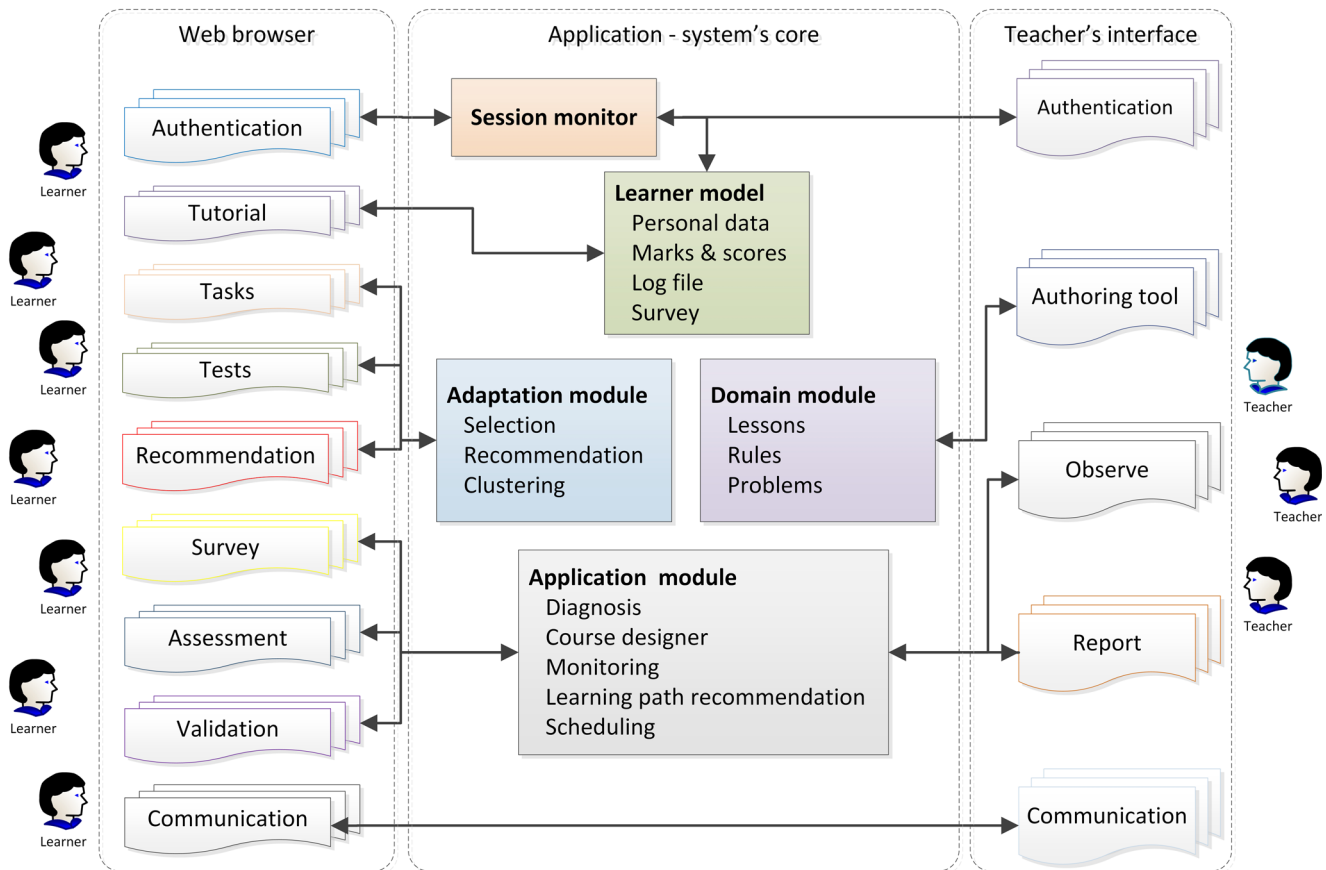 Web browser
Application - system's core
Teacher's interface
Authentication
Session monitor
Authentication
Learner
Tutorial
Learner model
Personal data
Marks & scores
Log file
Survey
Learner
Tasks
Authoring tool
Learner
Tests
Teacher
Adaptation module
Selection
Recommendation
Clustering
Domain module
Lessons
Rules
Problems
Recommendation
Learner
Observe
Teacher
Survey
Learner
Application  module
Diagnosis
Course designer
Monitoring
Learning path recommendation
Scheduling
Teacher
Assessment
Report
Validation
Learner
Communication
Communication
Learner